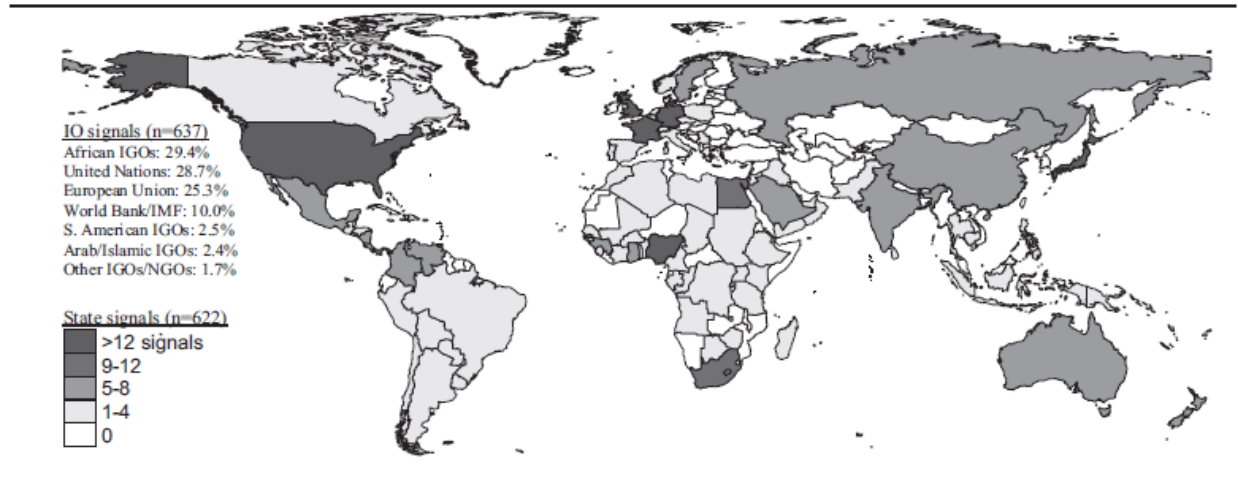 IO signals (n=637)
African IGOs: 29.4%
United Nations: 28.7%
European Union: 25.3%
World Bank/IMF: 10.0%
S. American IGOs: 2.5%
Arab/Islamic IGOs: 2.4%
Other IGOs/NGOs: 1.7%
State signals (n=622)
>12 signals
9-12
5-8
1-4
0